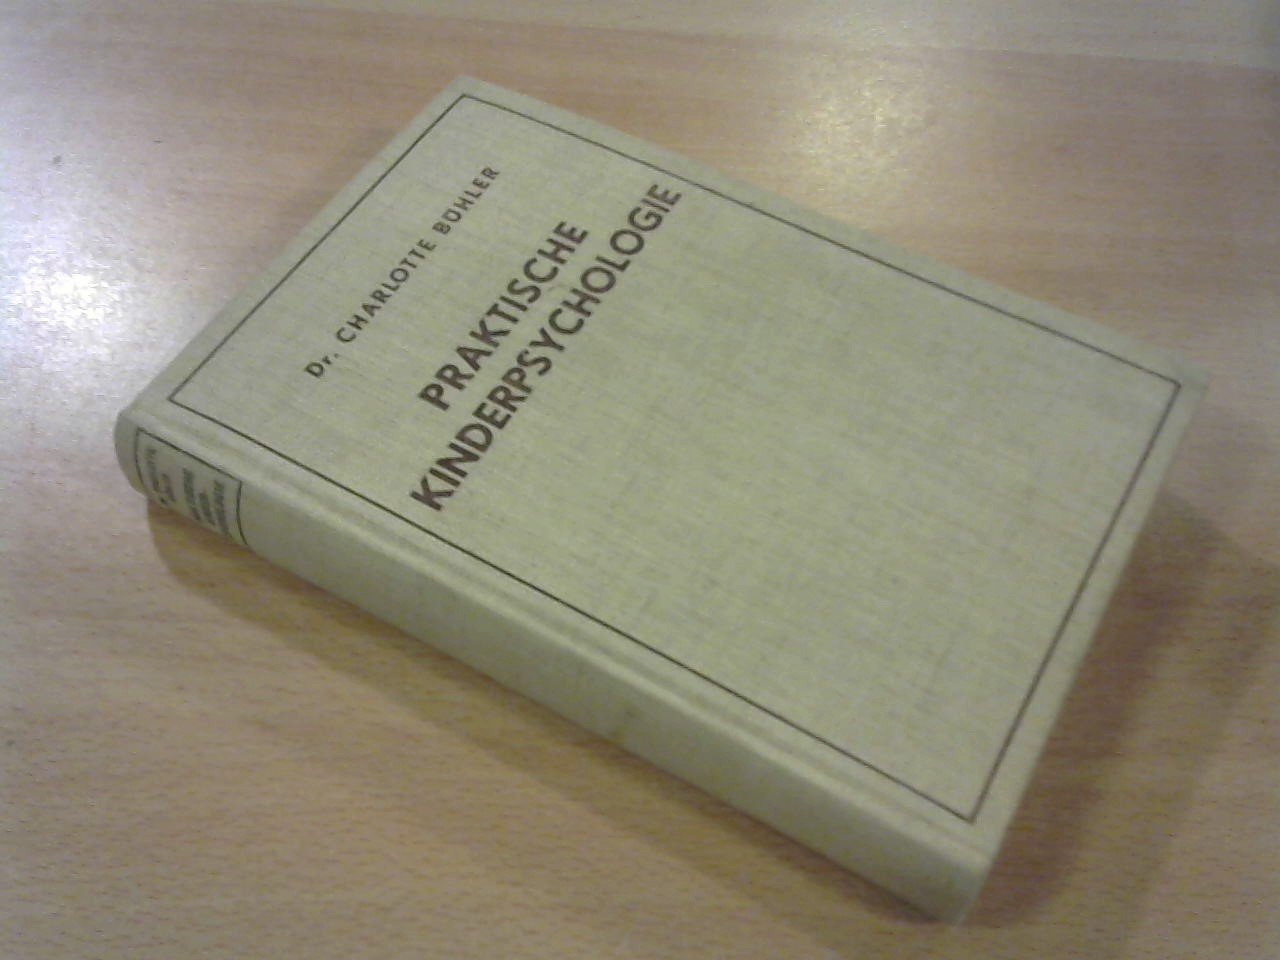 Dr. CHARLOTTE BÜHLER
PRAKTISCHE
KINDERPSYCHOLOGIE